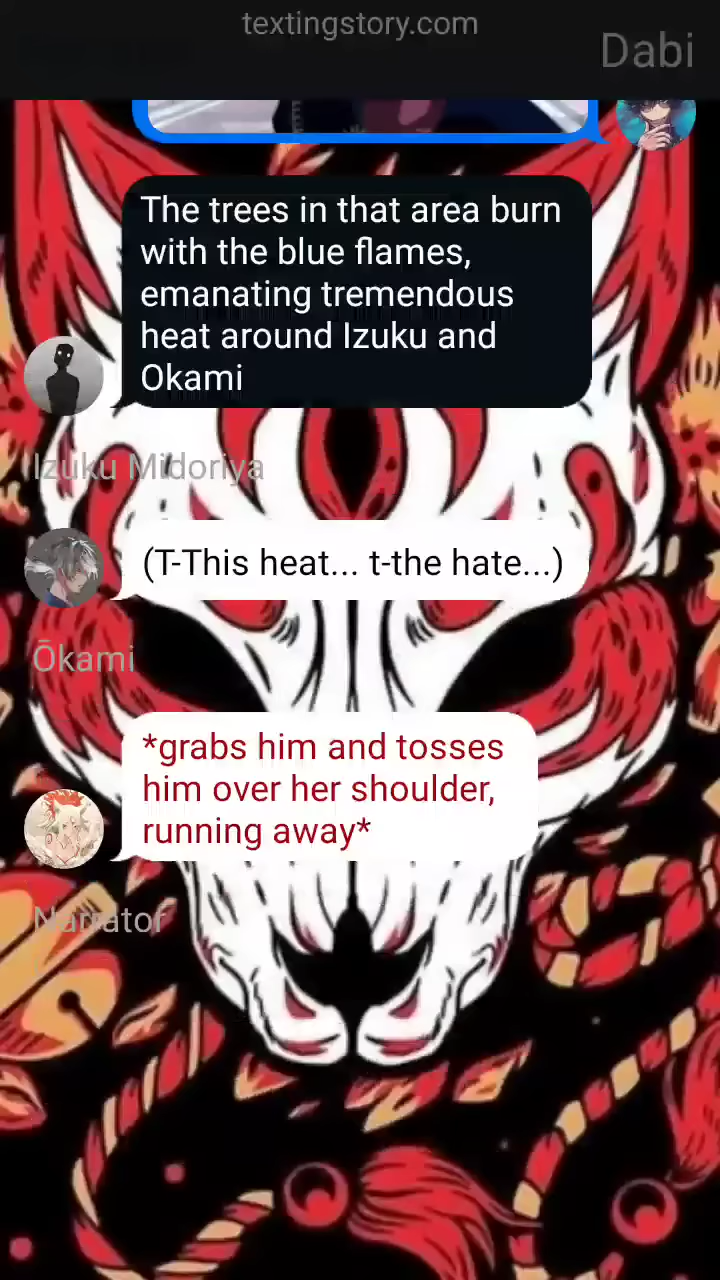 textingstory.com
Dabi
The trees in that area burn
with the blue flames,
emanating tremendous
heat around Izuku and
Okami
Izuku Midoriya
(T-This heat... t-the hate...)
Ōkami
*grabs him and tosses
him over her shoulder,
running away*
Narrator